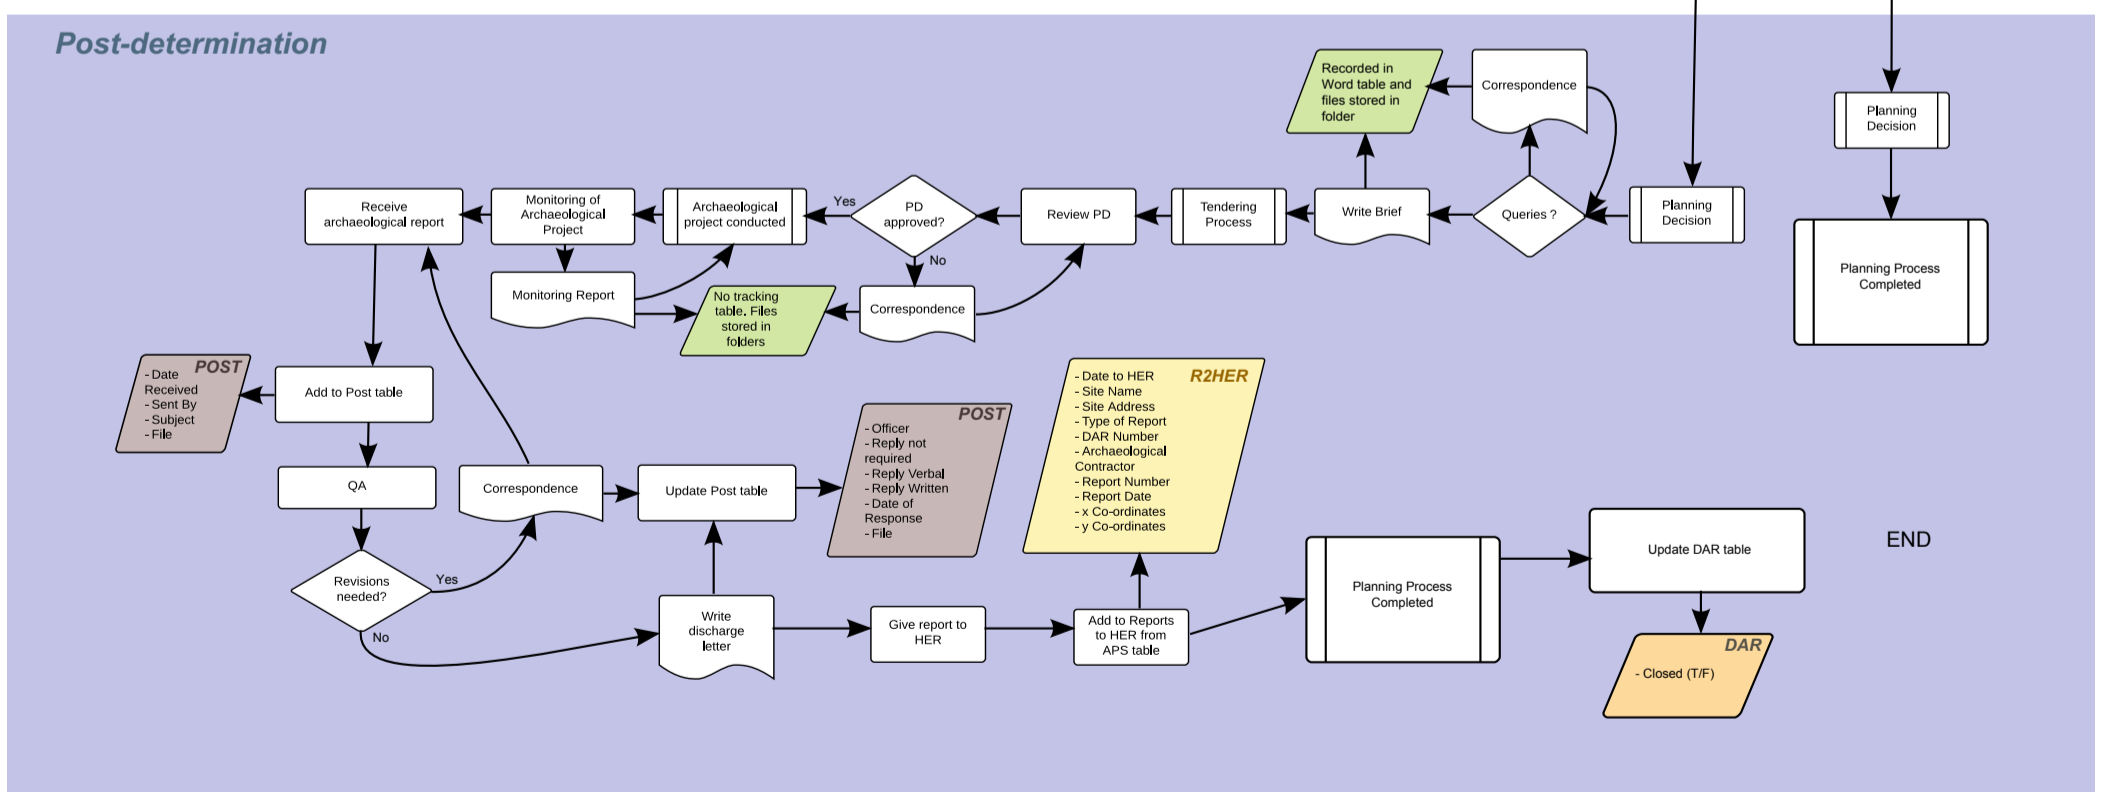 Post-determination
Recorded in
Word table and
files stored in
folder
Correspondence
Planning
Decision
Receive
archaeological report
Monitoring of
Archaeological
Project
Archaeological
project conducted
Yes
PD
approved?
Review PD
Tendering
Process
Write Brief
Queries ?
Planning
Decision
No
Planning Process
Completed
Monitoring Report
No tracking
table. Files
stored in
folders
Correspondence
POST
- Date
Received
- Sent By
- Subject
- File
Add to Post table
R2HER
- Date to HER
- Site Name
- Site Address
- Type of Report
- DAR Number
- Archaeological
Contractor
- Report Number
- Report Date
- x Co-ordinates
- y Co-ordinates
POST
- Officer
- Reply not
required
- Reply Verbal
- Reply Written
- Date of
Response
- File
QA
Correspondence
Update Post table
Update DAR table
END
Revisions
needed?
Yes
No
Write
discharge
letter
Give report to
HER
Add to Reports
to HER from
APS table
Planning Process
Completed
DAR
- Closed (T/F)